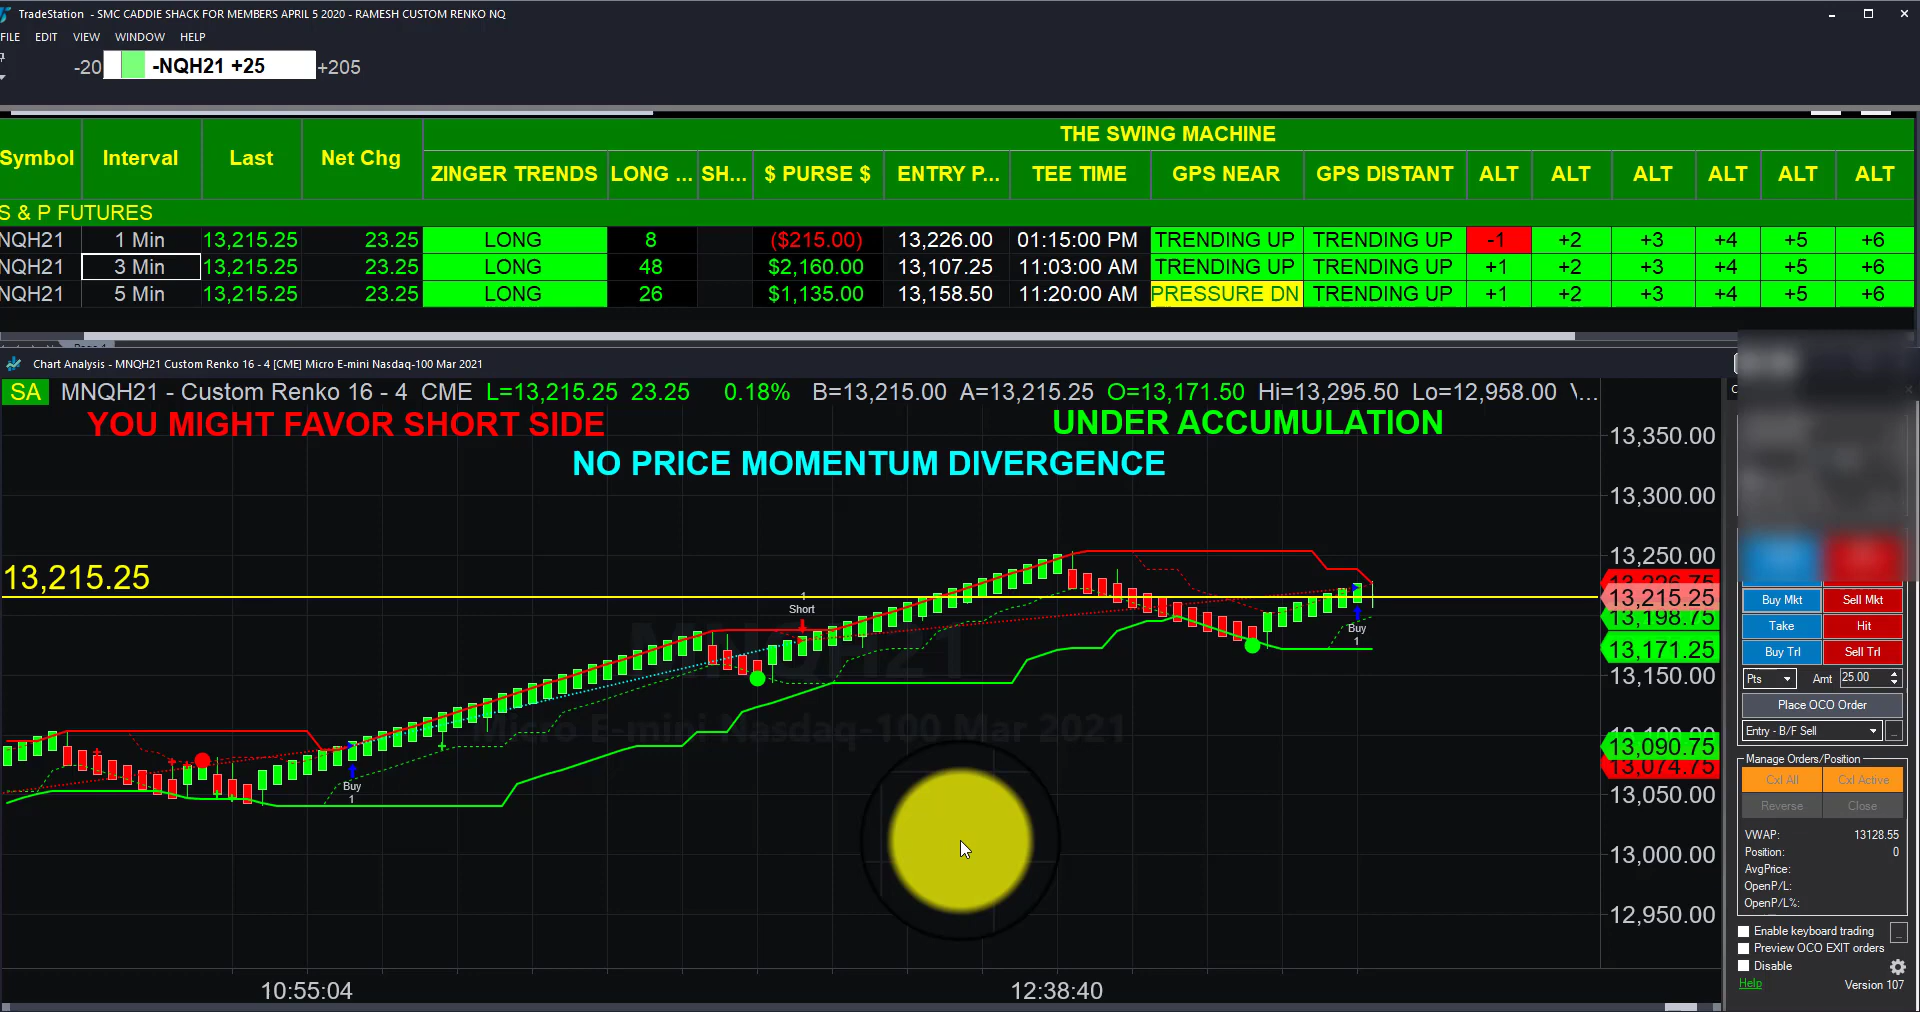 TradeStation - SMC CADDIE SHACK FOR MEMBERS APRIL 5 2020 - RAMESH CUSTOM RENKO NQ
FILE EDIT VIEW WINDOW HELP
-20 -NQH21 +25 +205
THE SWING MACHINE
Symbol Interval Last Net Chg ZINGER TRENDS LONG ... SH... $ PURSE $ ENTRY P... TEE TIME GPS NEAR GPS DISTANT ALT ALT ALT ALT ALT ALT
S & P FUTURES
NQH21 1 Min 13,215.25 23.25 LONG 8 ($215.00) 13,226.00 01:15:00 PM TRENDING UP TRENDING UP -1 +2 +3 +4 +5 +6
NQH21 3 Min 13,215.25 23.25 LONG 48 $2,160.00 13,107.25 11:03:00 AM TRENDING UP TRENDING UP +1 +2 +3 +4 +5 +6
NQH21 5 Min 13,215.25 23.25 LONG 26 $1,135.00 13,158.50 11:20:00 AM PRESSURE DN TRENDING UP +1 +2 +3 +4 +5 +6
Chart Analysis - MNQH21 Custom Renko 16 - 4 [CME] Micro E-mini Nasdaq-100 Mar 2021
SA MNQH21 - Custom Renko 16 - 4 CME L=13,215.25 23.25 0.18% B=13,215.00 A=13,215.25 O=13,171.50 Hi=13,295.50 Lo=12,958.00 \...
YOU MIGHT FAVOR SHORT SIDE
UNDER ACCUMULATION
NO PRICE MOMENTUM DIVERGENCE
13,350.00
13,300.00
13,250.00
13,215.25
13,226.75
13,215.25
13,198.75
13,171.25
13,150.00
13,090.75
13,074.75
13,050.00
13,000.00
12,950.00
1
Short
Buy
1
Buy
1
MNQH21
Micro E-mini Nasdaq-100 Mar 2021
10:55:04 12:38:40
Buy Mkt Sell Mkt
Take Hit
Buy Trl Sell Trl
Pts Amt 25.00
Place OCO Order
Entry - B/F Sell ...
Manage Orders/Position
Cxl All Cxl Active
Reverse Close
VWAP: 13128.55
Position: 0
AvgPrice:
OpenP/L:
OpenP/L%:
Enable keyboard trading ...
Preview OCO EXIT orders
Disable
Help Version 107